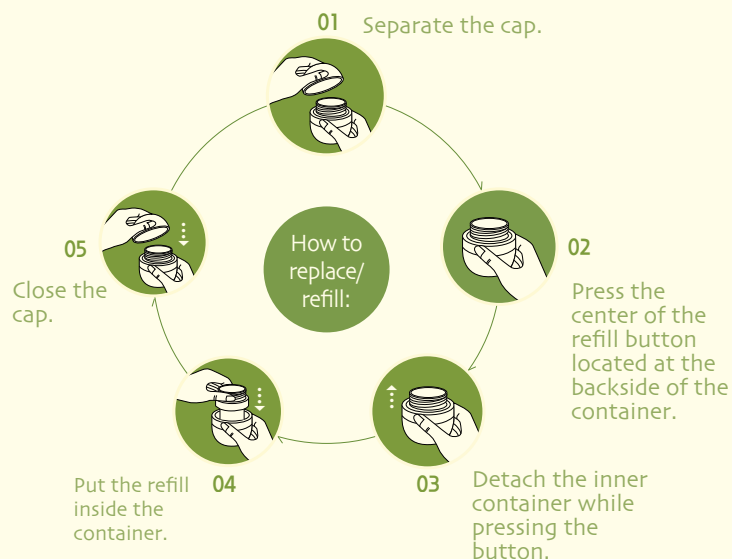 01
Separate the cap.
How to
replace/
refill:
02
Press the
center of the
refill button
located at the
backside of the
container.
03
Detach the inner
container while
pressing the
button.
04
Put the refill
inside the
container.
05
Close the
cap.